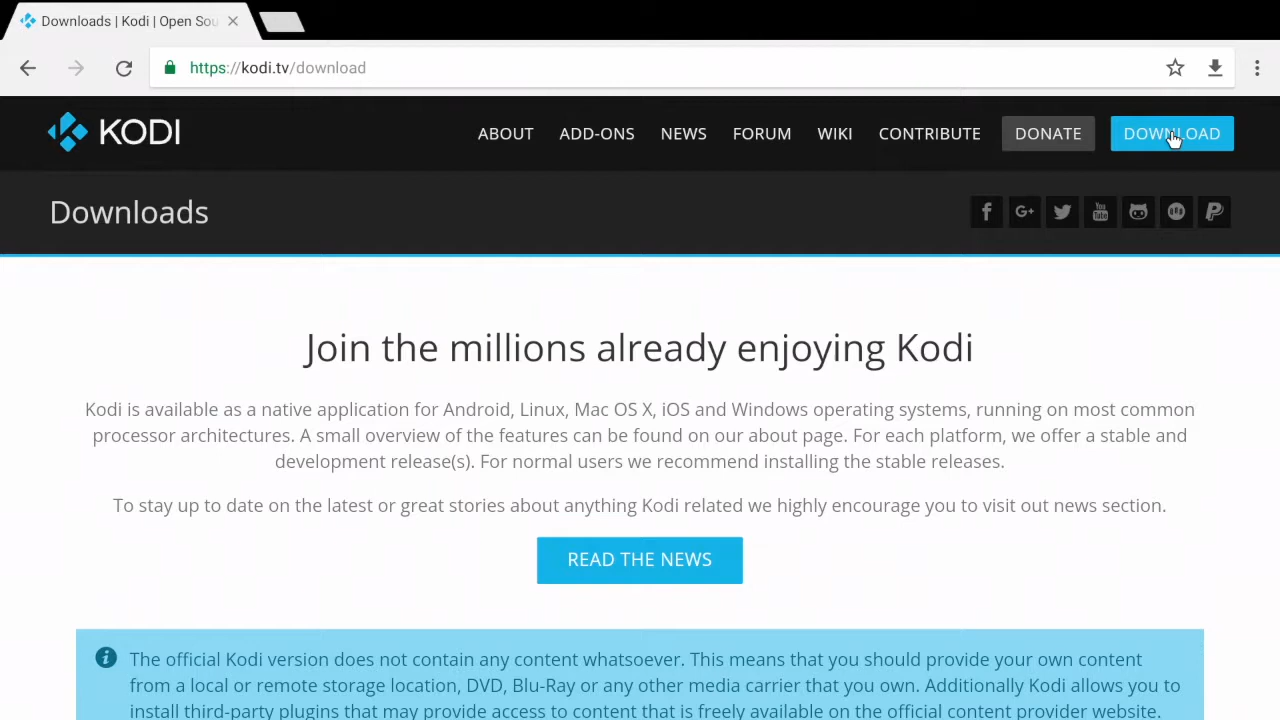 Downloads | Kodi | Open Sou
https://kodi.tv/download
KODI
ABOUT ADD-ONS NEWS FORUM WIKI CONTRIBUTE DONATE DOWNLOAD
Downloads
Join the millions already enjoying Kodi
Kodi is available as a native application for Android, Linux, Mac OS X, iOS and Windows operating systems, running on most common
processor architectures. A small overview of the features can be found on our about page. For each platform, we offer a stable and
development release(s). For normal users we recommend installing the stable releases.
To stay up to date on the latest or great stories about anything Kodi related we highly encourage you to visit out news section.
READ THE NEWS
The official Kodi version does not contain any content whatsoever. This means that you should provide your own content
from a local or remote storage location, DVD, Blu-Ray or any other media carrier that you own. Additionally Kodi allows you to
install third-party plugins that may provide access to content that is freely available on the official content provider website.